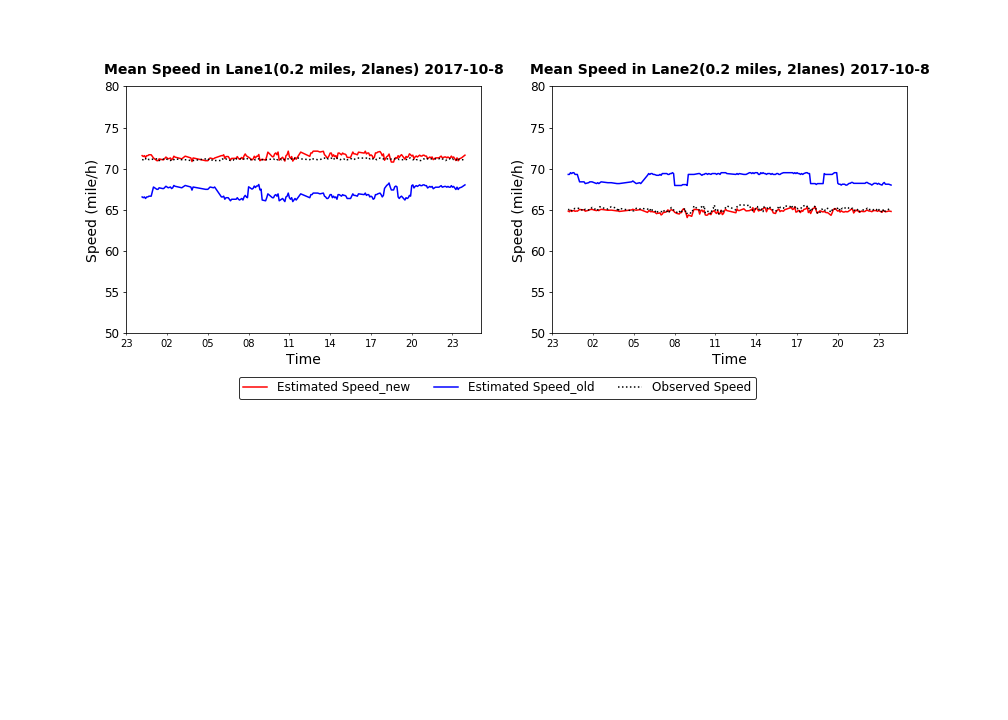 Mean Speed in Lane1(0.2 miles, 2lanes) 2017-10-8
80
75
70
65
60
55
50
Speed (mile/h)
23 02 05 08 11 14 17 20 23
Time
Mean Speed in Lane2(0.2 miles, 2lanes) 2017-10-8
80
75
70
65
60
55
50
Speed (mile/h)
23 02 05 08 11 14 17 20 23
Time
Estimated Speed_new Estimated Speed_old Observed Speed